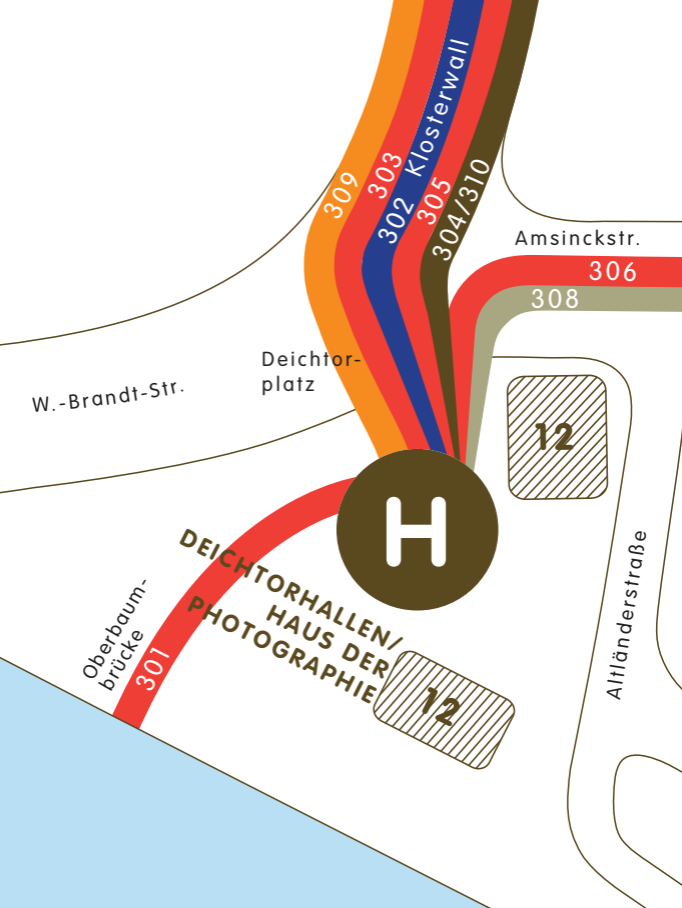 Klosterwall
309
303
302
305
304/310
Amsinckstr.
306
308
Deichtor-
platz
W.-Brandt-Str.
12
H
DEICHTORHALLEN/
HAUS DER
PHOTOGRAPHIE
Oberbaum-
brücke
301
12
Altländerstraße